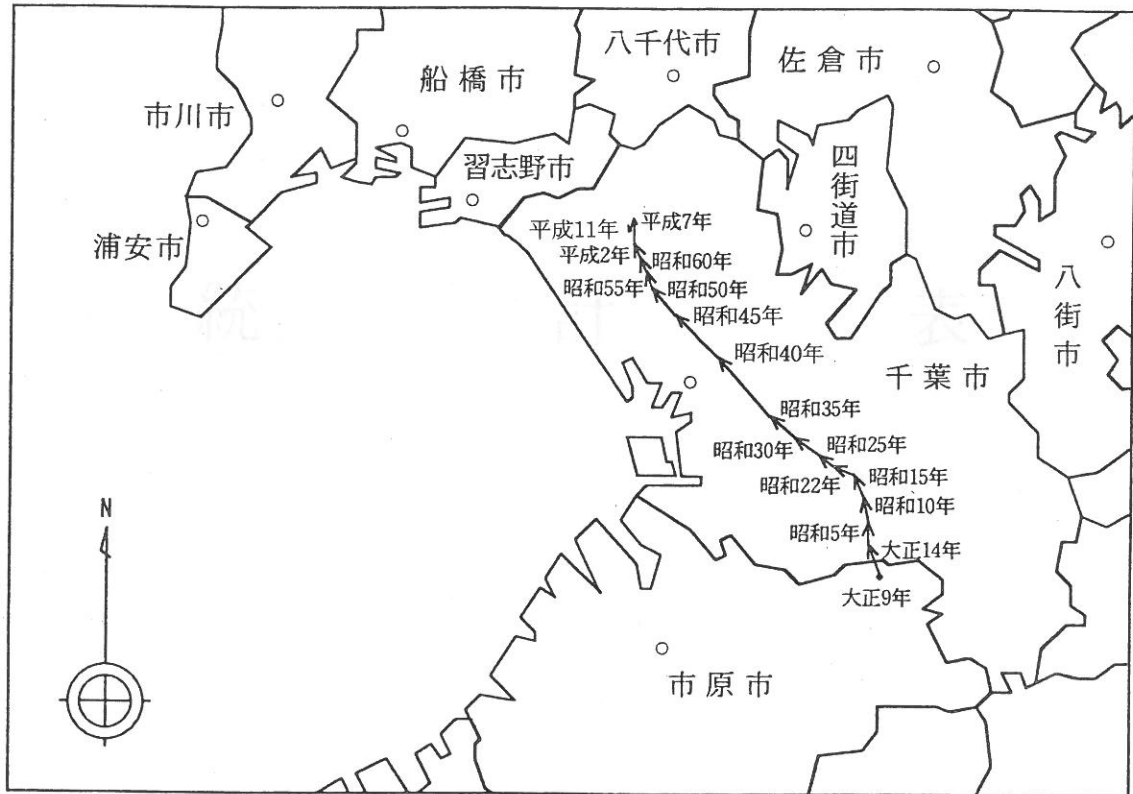 八千代市
佐倉市
船橋市
市川市
習志野市
四街道市
浦安市
平成11年
平成7年
平成2年
昭和60年
昭和55年
昭和50年
八街市
昭和45年
昭和40年
千葉市
昭和35年
昭和30年
昭和25年
昭和22年
昭和15年
昭和10年
昭和5年
大正14年
大正9年
N
市原市